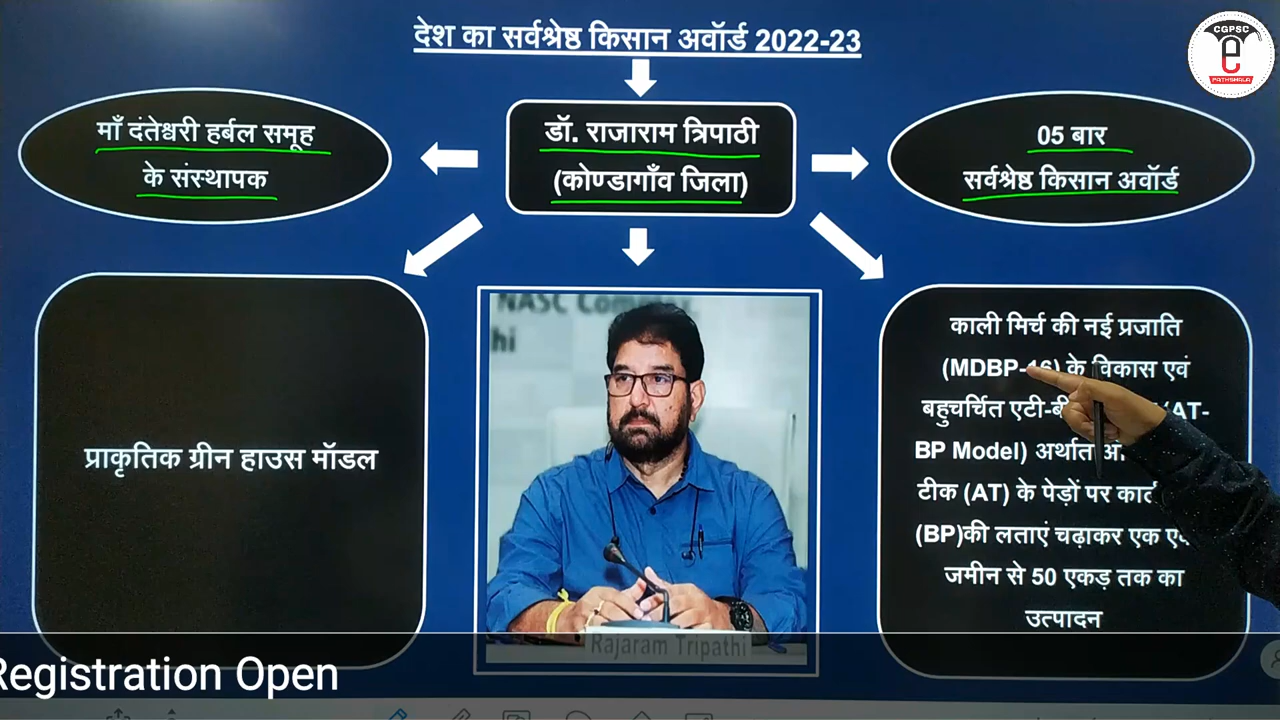 देश का सर्वश्रेष्ठ किसान अवॉर्ड 2022-23
CGPSC
e
PATHSHALA
माँ दंतेश्वरी हर्बल समूह
के संस्थापक
डॉ. राजाराम त्रिपाठी
(कोण्डागाँव जिला)
05 बार
सर्वश्रेष्ठ किसान अवॉर्ड
प्राकृतिक ग्रीन हाउस मॉडल
NASC
hi
Rajaram Tripathi
काली मिर्च की नई प्रजाति
(MDBP-16) के विकास एवं
बहुचर्चित (AT-
BP Model) अर्थात
टीक (AT) के पेड़ों पर
(BP)की लताएं चढ़ाकर एक
जमीन से 50 एकड़ तक का
उत्पादन
Registration Open